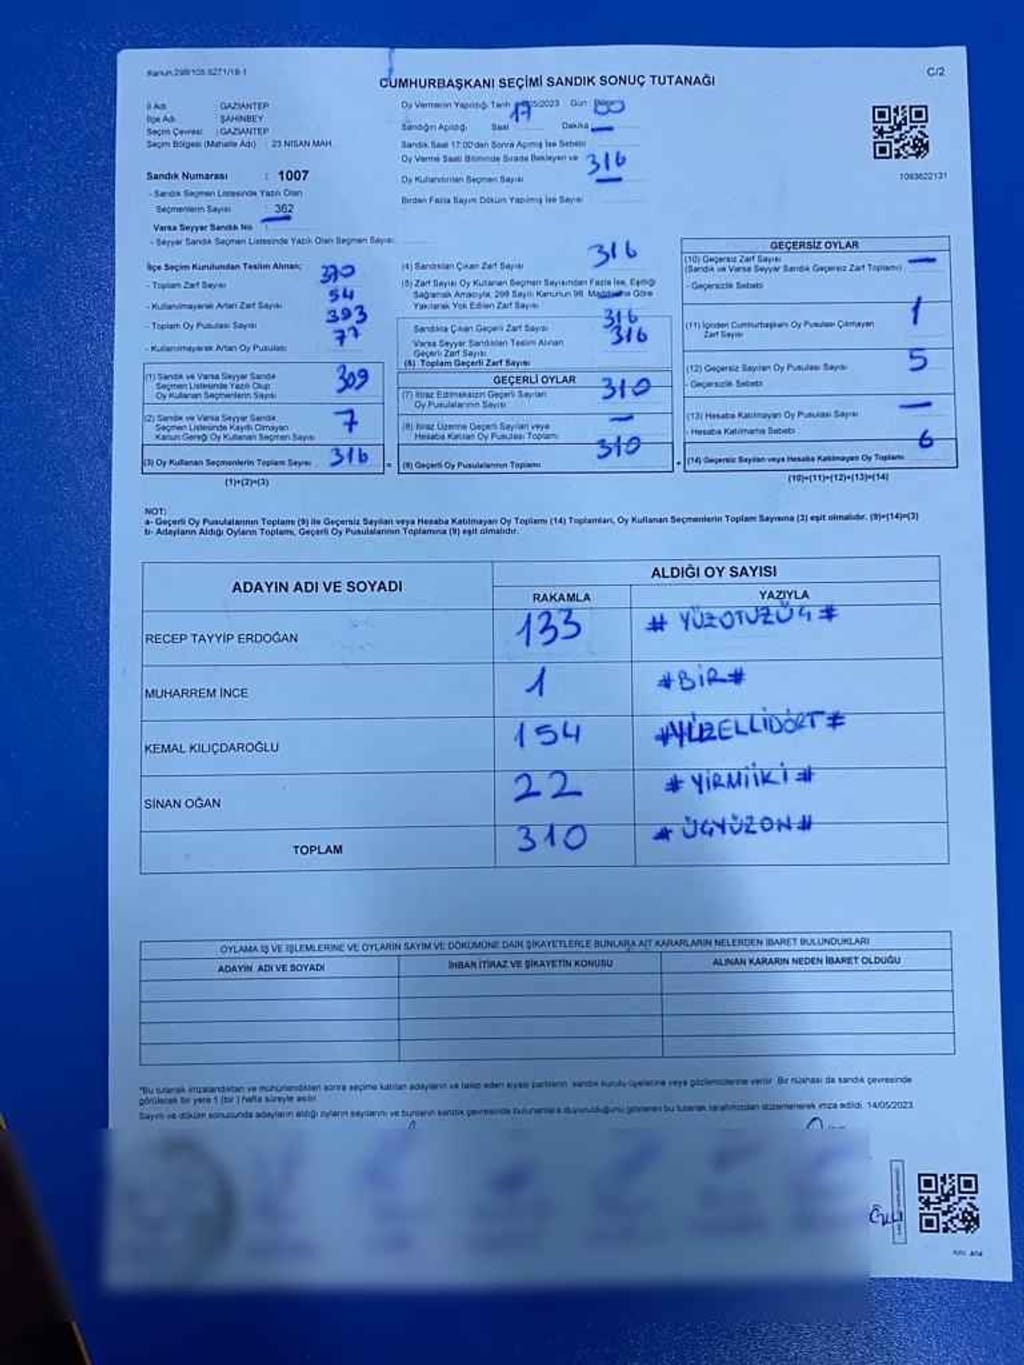 Kanun:298/105.6271/18-1
C/2
CUMHURBAŞKANI SEÇİMİ SANDIK SONUÇ TUTANAĞI
İl Adı : GAZİANTEP
İlçe Adı : ŞAHİNBEY
Seçim Çevresi : GAZİANTEP
Seçim Bölgesi (Mahalle Adı) : 23 NİSAN MAH.
Sandık Numarası : 1007
- Sandık Seçmen Listesinde Yazılı Olan
Seçmenlerin Sayısı : 362
Varsa Seyyar Sandık No
- Seyyar Sandık Seçmen Listesinde Yazılı Olan Seçmen Sayısı:
Oy Vermenin Yapıldığı Tarih /05/2023 Gün
Sandığın Açıldığı Saat 17 Dakika 00
Sandık Saat 17:00'den Sonra Açılmış İse Sebebi
Oy Verme Saati Bitiminde Sırada Bekleyen ve —
Oy Kullandırılan Seçmen Sayısı 316
Birden Fazla Sayım Döküm Yapılmış İse Sayısı —
1093622131
İlçe Seçim Kurulundan Teslim Alınan;
- Toplam Zarf Sayısı 370
- Kullanılmayarak Artan Zarf Sayısı 54
- Toplam Oy Pusulası Sayısı 393
- Kullanılmayarak Artan Oy Pusulası 77
(1) Sandık ve Varsa Seyyar Sandık
Seçmen Listesinde Yazılı Olup
Oy Kullanan Seçmenlerin Sayısı 309
(2) Sandık ve Varsa Seyyar Sandık
Seçmen Listesinde Kayıtlı Olmayan
Kanun Gereği Oy Kullanan Seçmen Sayısı 7
(3) Oy Kullanan Seçmenlerin Toplam Sayısı 316
(1)+(2)=(3)
(4) Sandıktan Çıkan Zarf Sayısı 316
(5) Zarf Sayısı Oy Kullanan Seçmen Sayısından Fazla İse, Eşitliği
Sağlamak Amacıyla, 298 Sayılı Kanunun 98. Maddesine Göre
Yakılarak Yok Edilen Zarf Sayısı —
Sandıkta Çıkan Geçerli Zarf Sayısı 316
Varsa Seyyar Sandıktan Teslim Alınan
Geçerli Zarf Sayısı
(6) Toplam Geçerli Zarf Sayısı 316
GEÇERLİ OYLAR
(7) İtiraz Edilmeksizin Geçerli Sayılan
Oy Pusulalarının Sayısı 310
(8) İtiraz Üzerine Geçerli Sayılan veya
Hesaba Katılan Oy Pusulası Toplamı —
(9) Geçerli Oy Pusulalarının Toplamı 310
GEÇERSİZ OYLAR
(10) Geçersiz Zarf Sayısı
(Sandık ve Varsa Seyyar Sandık Geçersiz Zarf Toplamı) —
- Geçersizlik Sebebi
(11) İçinden Cumhurbaşkanı Oy Pusulası Çıkmayan
Zarf Sayısı 1
(12) Geçersiz Sayılan Oy Pusulası Sayısı 5
- Geçersizlik Sebebi
(13) Hesaba Katılmayan Oy Pusulası Sayısı —
- Hesaba Katılmama Sebebi
(14) Geçersiz Sayılan veya Hesaba Katılmayan Oy Toplamı 6
(10)+(11)+(12)+(13)=(14)
NOT:
a- Geçerli Oy Pusulalarının Toplamı (9) ile Geçersiz Sayılan veya Hesaba Katılmayan Oy Toplamı (14) Toplamları, Oy Kullanan Seçmenlerin Toplam Sayısına (3) eşit olmalıdır. (9)+(14)=(3)
b- Adayların Aldığı Oyların Toplamı, Geçerli Oy Pusulalarının Toplamına (9) eşit olmalıdır.
ADAYIN ADI VE SOYADI
ALDIĞI OY SAYISI
RAKAMLA YAZIYLA
RECEP TAYYİP ERDOĞAN 133 # YÜZOTUZÜÇ #
MUHARREM İNCE 1 #BİR#
KEMAL KILIÇDAROĞLU 154 #YÜZELLİDÖRT#
SİNAN OĞAN 22 # YİRMİİKİ #
TOPLAM 310 # ÜÇYÜZON #
OYLAMA İŞ VE İŞLEMLERİNE VE OYLARIN SAYIM VE DÖKÜMÜNE DAİR ŞİKAYETLERLE BUNLARA AİT KARARLARIN NELERDEN İBARET BULUNDUKLARI
ADAYIN ADI VE SOYADI İHBAR İTİRAZ VE ŞİKAYETİN KONUSU ALINAN KARARIN NEDEN İBARET OLDUĞU
*Bu tutanak imzalandıktan ve mühürlendikten sonra seçime katılan adayların ve talep eden siyasi partilerin sandık kurulu üyelerine veya gözlemcilerine verilir. Bir nüshası da sandık çevresinde
görülecek bir yere 1 (bir) hafta süreyle asılır.
Sayım ve döküm sonucunda adayların aldığı oyların sayılarını ve bunların sandık çevresinde bulunanlara duyurulduğunu gösteren bu tutanak tarafımızdan düzenlenerek imza edildi. 14/05/2023